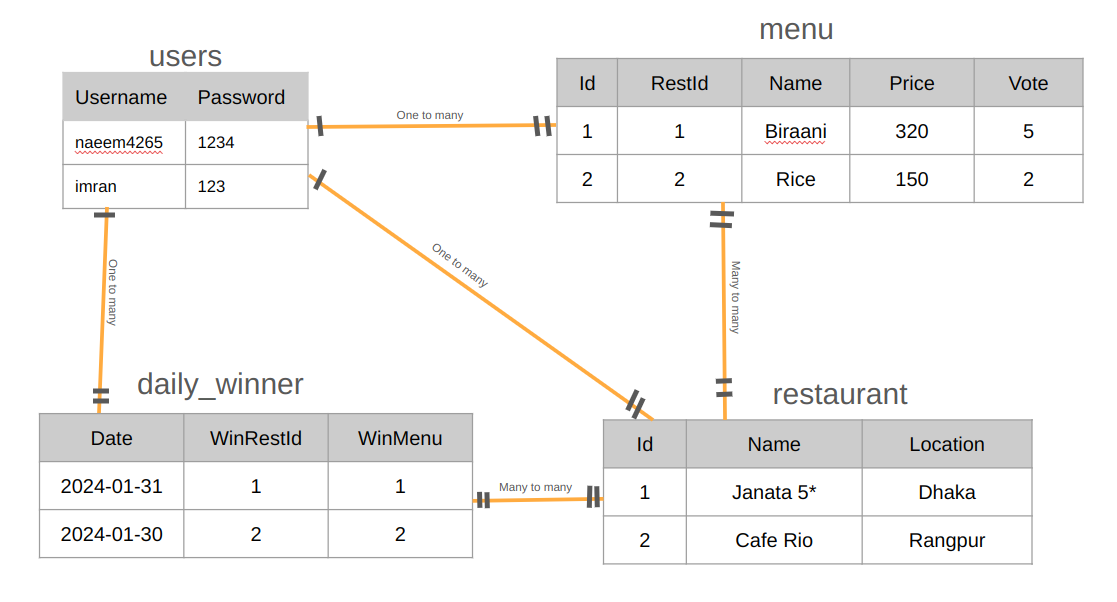 users
Username Password
naeem4265 1234
imran 123
One to many
menu
Id RestId Name Price Vote
1 1 Biraani 320 5
2 2 Rice 150 2
One to many
One to many
Many to many
daily_winner
Date WinRestId WinMenu
2024-01-31 1 1
2024-01-30 2 2
Many to many
restaurant
Id Name Location
1 Janata 5* Dhaka
2 Cafe Rio Rangpur